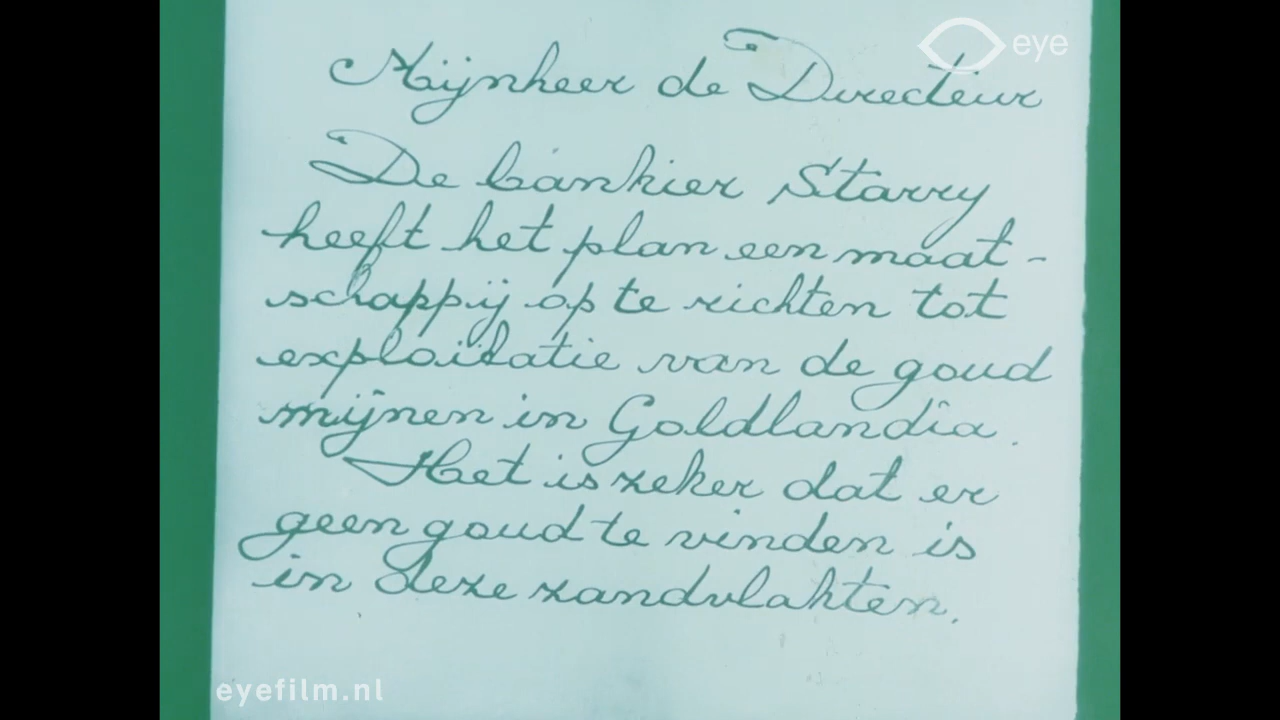 eye
Mijnheer de Directeur
De bankier Starry
heeft het plan een maat-
schappij op te richten tot
exploitatie van de goud
mijnen in Goldlandia.
Het is zeker dat er
geen goud te vinden is
in deze zandvlakten.
eyefilm.nl